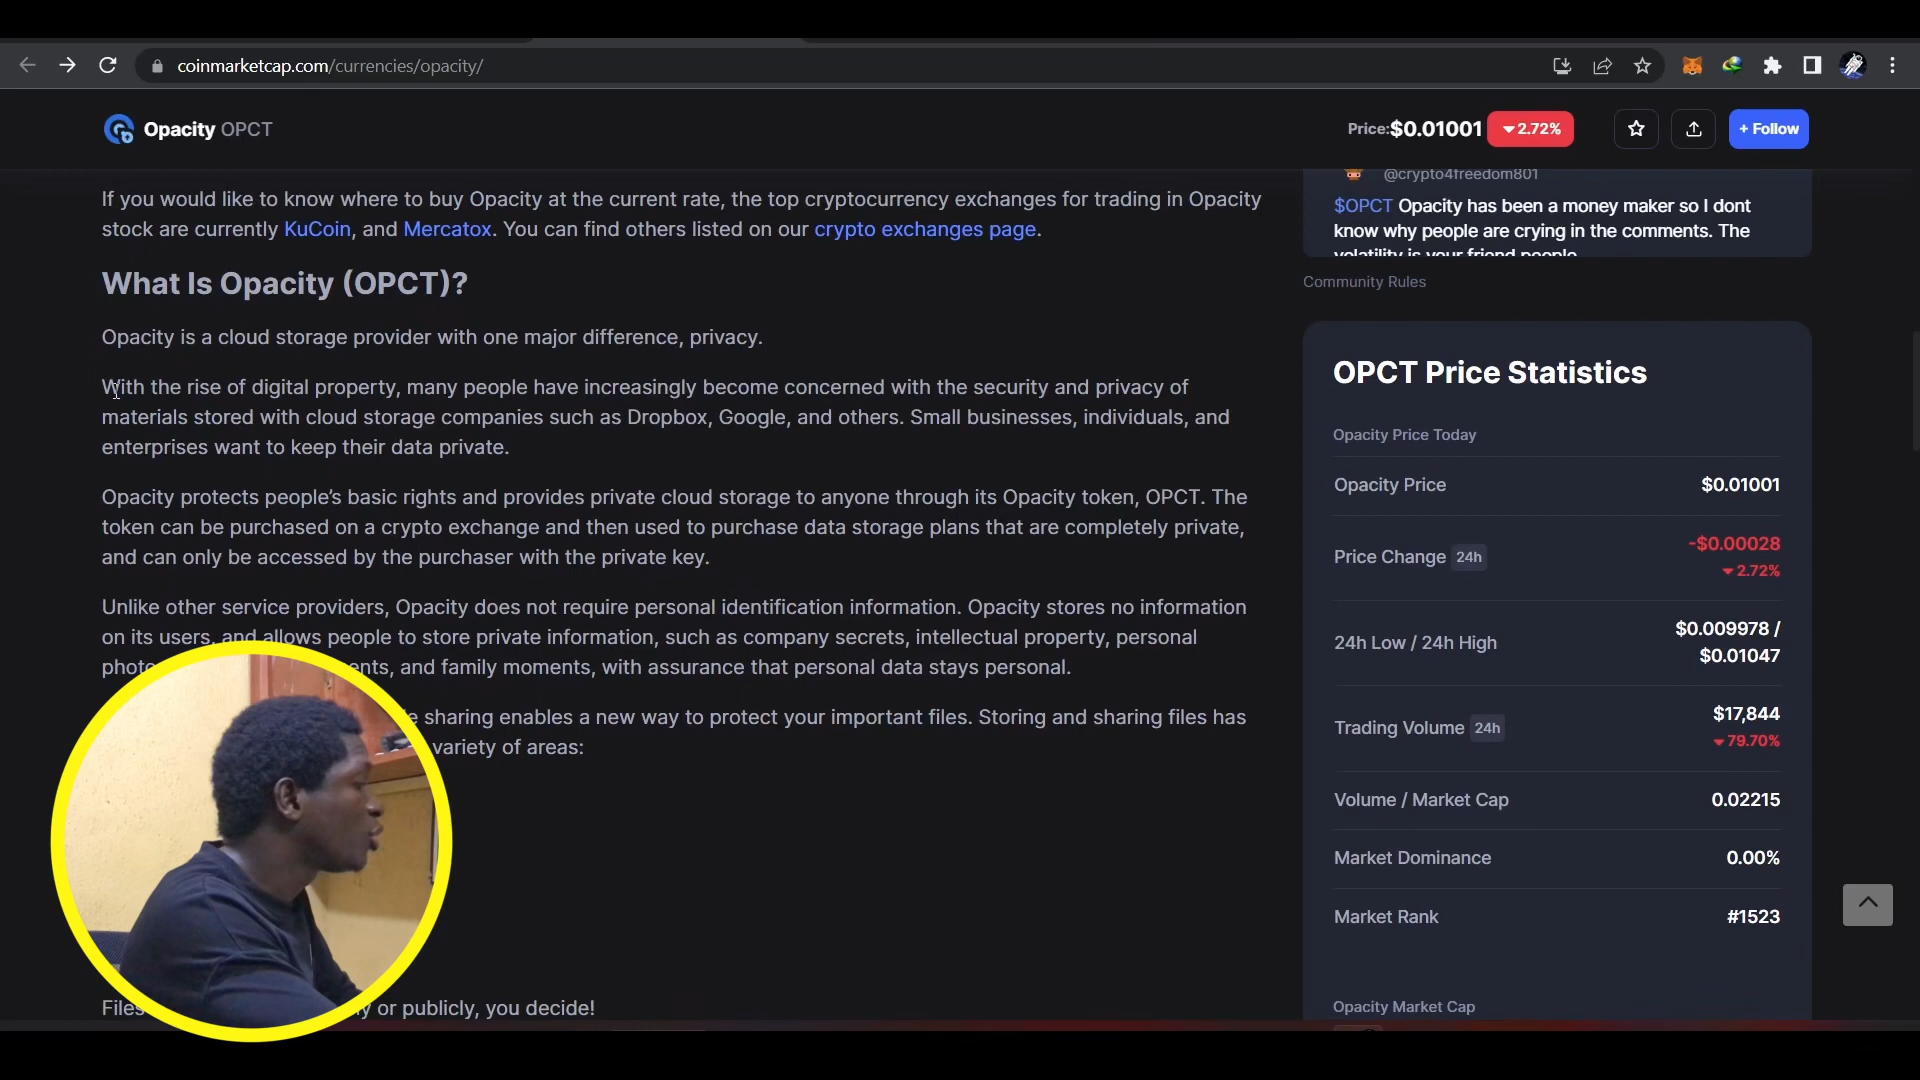 coinmarketcap.com/currencies/opacity/
Opacity OPCT
Price:$0.01001 2.72%
+ Follow
If you would like to know where to buy Opacity at the current rate, the top cryptocurrency exchanges for trading in Opacity
stock are currently KuCoin, and Mercatox. You can find others listed on our crypto exchanges page.
What Is Opacity (OPCT)?
Opacity is a cloud storage provider with one major difference, privacy.
With the rise of digital property, many people have increasingly become concerned with the security and privacy of
materials stored with cloud storage companies such as Dropbox, Google, and others. Small businesses, individuals, and
enterprises want to keep their data private.
Opacity protects people’s basic rights and provides private cloud storage to anyone through its Opacity token, OPCT. The
token can be purchased on a crypto exchange and then used to purchase data storage plans that are completely private,
and can only be accessed by the purchaser with the private key.
Unlike other service providers, Opacity does not require personal identification information. Opacity stores no information
on its users, and allows people to store private information, such as company secrets, intellectual property, personal
and family moments, with assurance that personal data stays personal.
sharing enables a new way to protect your important files. Storing and sharing files has
variety of areas:
Files or publicly, you decide!
@crypto4freedom801
$OPCT Opacity has been a money maker so I dont
know why people are crying in the comments. The
volatility is your friend people
Community Rules
OPCT Price Statistics
Opacity Price Today
Opacity Price $0.01001
Price Change 24h -$0.00028
2.72%
24h Low / 24h High $0.009978 /
$0.01047
Trading Volume 24h $17,844
79.70%
Volume / Market Cap 0.02215
Market Dominance 0.00%
Market Rank #1523
Opacity Market Cap